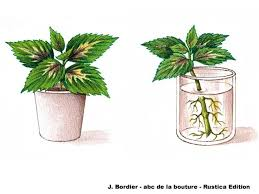 J. Bordier - abc de la bouture - Rustica Edition